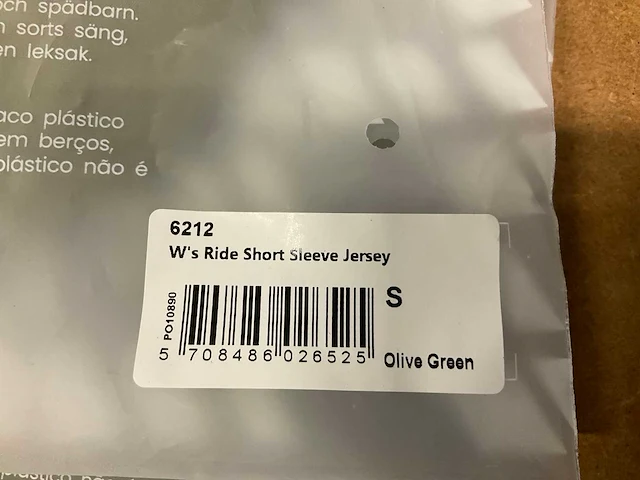 och spädbarn.
sorts säng,
en leksak.
aco plástico
em berços,
plástico não é
6212
W's Ride Short Sleeve Jersey
PO10890
S
5 708486 026525
Olive Green